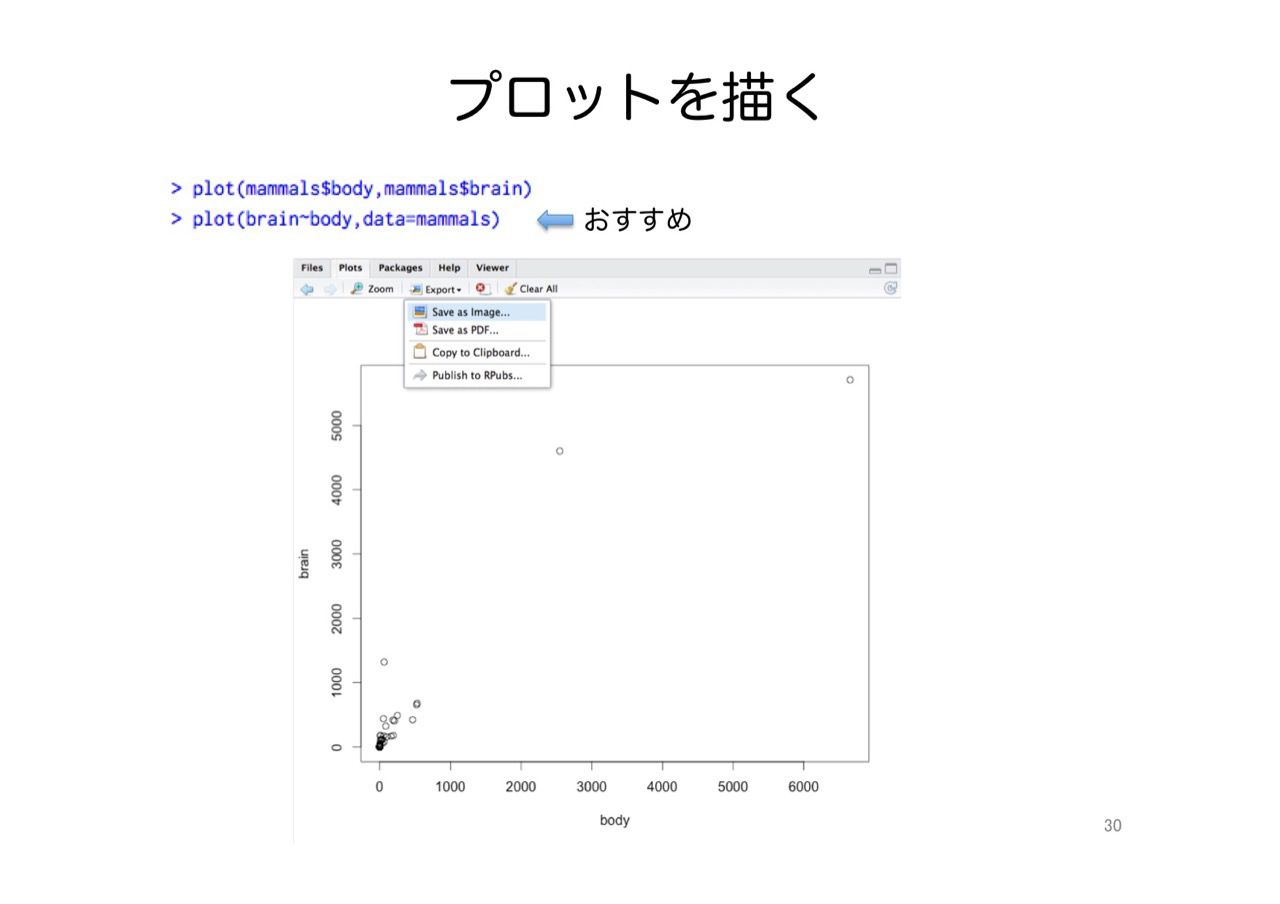 プロットを描く
> plot(mammals$body,mammals$brain)
> plot(brain~body,data=mammals)
おすすめ
Files Plots Packages Help Viewer
Zoom Export Clear All
Save as Image...
Save as PDF...
Copy to Clipboard...
Publish to RPubs...
5000
4000
3000
2000
1000
0
brain
0 1000 2000 3000 4000 5000 6000
body
30